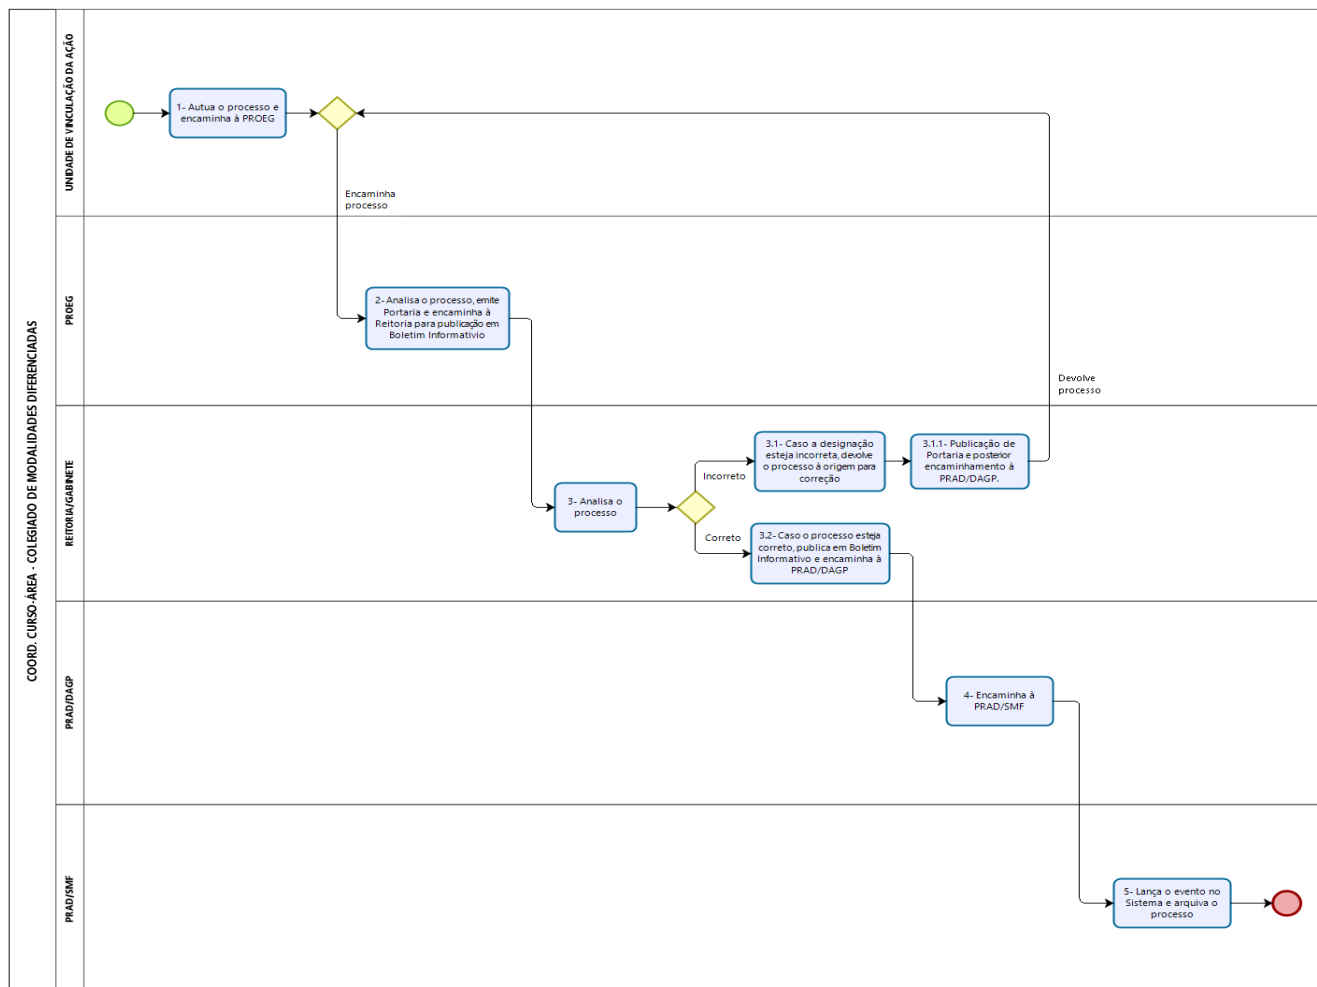 COORD. CURSO-ÁREA - COLEGIADO DE MODALIDADES DIFERENCIADAS
UNIDADE DE VINCULAÇÃO DA AÇÃO
1- Autua o processo e
encaminha à PROEG
Encaminha
processo
PROEG
2- Analisa o processo, emite
Portaria e encaminha à
Reitoria para publicação em
Boletim Informativio
Devolve
processo
REITORIA/GABINETE
3- Analisa o
processo
Incorreto
3.1- Caso a designação
esteja incorreta, devolve
o processo à origem para
correção
3.1.1- Publicação de
Portaria e posterior
encaminhamento à
PRAD/DAGP.
Correto
3.2- Caso o processo esteja
correto, publica em Boletim
Informativo e encaminha à
PRAD/DAGP
PRAD/DAGP
4- Encaminha à
PRAD/SMF
PRAD/SMF
5- Lança o evento no
Sistema e arquiva o
processo